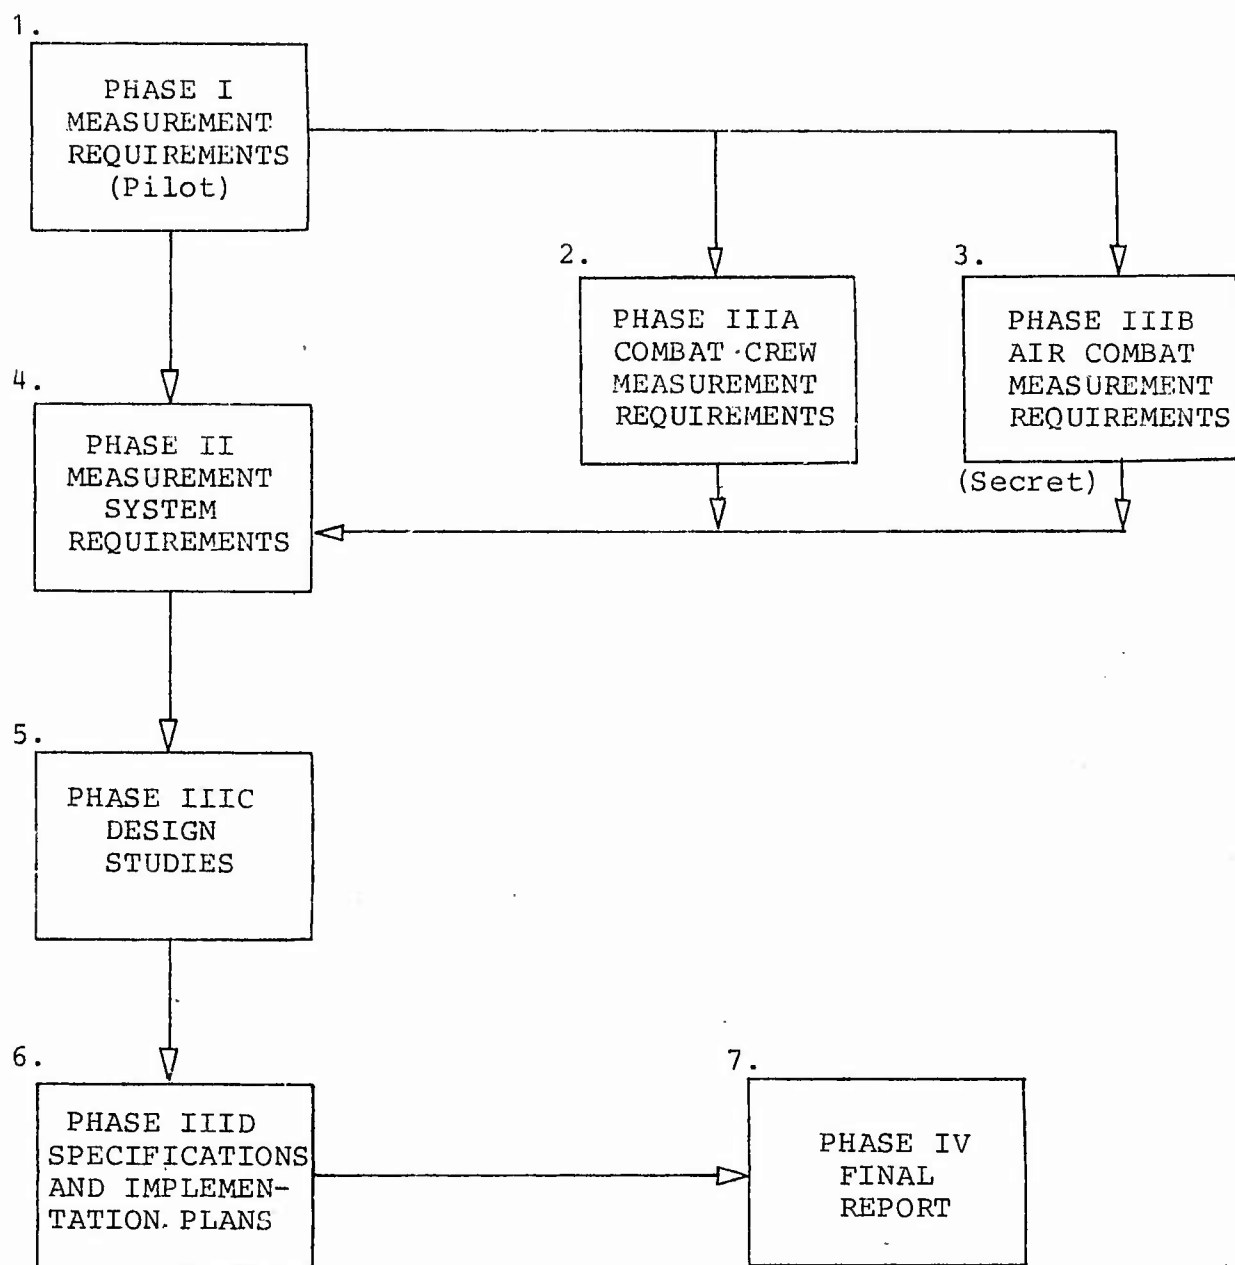 1.
PHASE I
MEASUREMENT
REQUIREMENTS
(Pilot)
2.
PHASE IIIA
COMBAT CREW
MEASUREMENT
REQUIREMENTS
3.
PHASE IIIB
AIR COMBAT
MEASUREMENT
REQUIREMENTS
(Secret)
4.
PHASE II
MEASUREMENT
SYSTEM
REQUIREMENTS
5.
PHASE IIIC
DESIGN
STUDIES
6.
PHASE IIID
SPECIFICATIONS
AND IMPLEMEN-
TATION PLANS
7.
PHASE IV
FINAL
REPORT